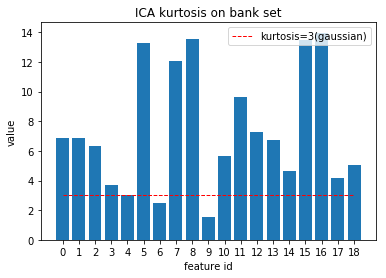 ICA kurtosis on bank set
kurtosis=3(gaussian)
value
14
12
10
8
6
4
2
0
0 1 2 3 4 5 6 7 8 9 10 11 12 13 14 15 16 17 18
feature id